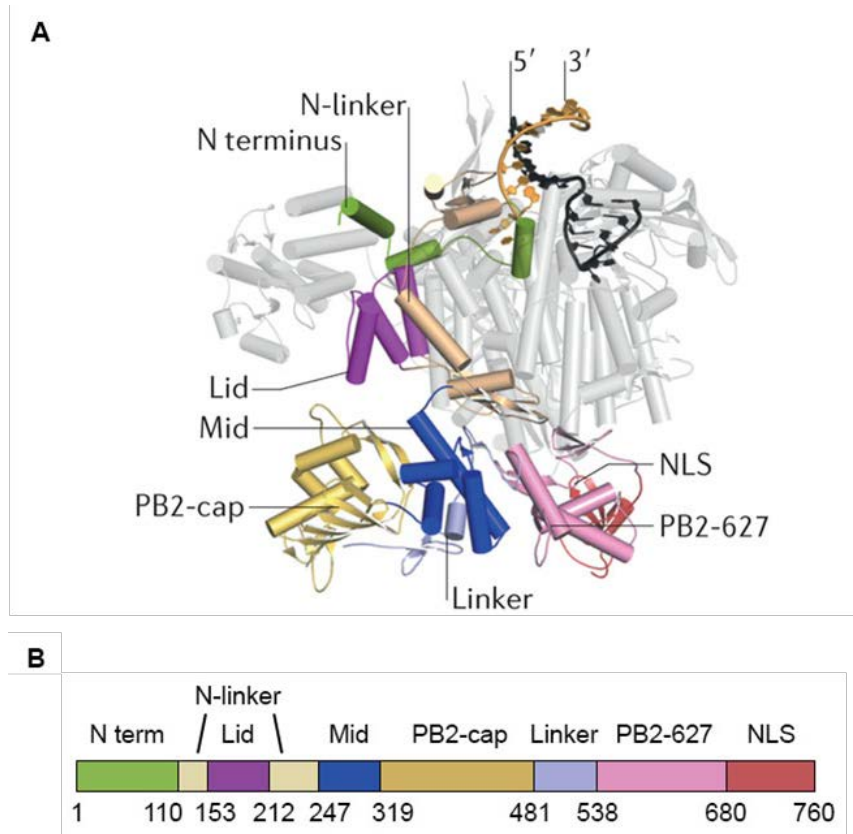 A
5′ 3′
N-linker
N terminus
Lid
Mid
NLS
PB2-cap
PB2-627
Linker
B
N-linker
N term Lid Mid PB2-cap Linker PB2-627 NLS
1 110 153 212 247 319 481 538 680 760